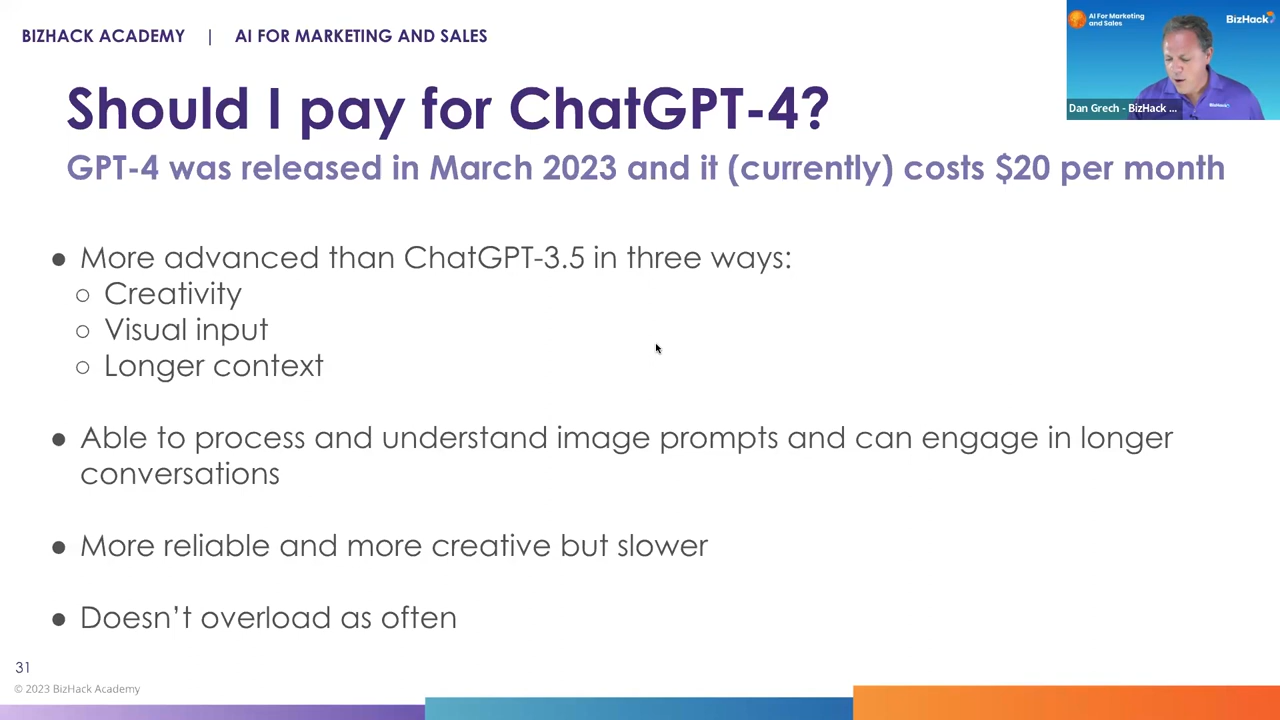 BIZHACK ACADEMY | AI FOR MARKETING AND SALES
AI For Marketing
and Sales
BizHack
Dan Grech - BizHack ...
Should I pay for ChatGPT-4?
GPT-4 was released in March 2023 and it (currently) costs $20 per month
● More advanced than ChatGPT-3.5 in three ways:
○ Creativity
○ Visual input
○ Longer context
● Able to process and understand image prompts and can engage in longer
conversations
● More reliable and more creative but slower
● Doesn’t overload as often
31
© 2023 BizHack Academy